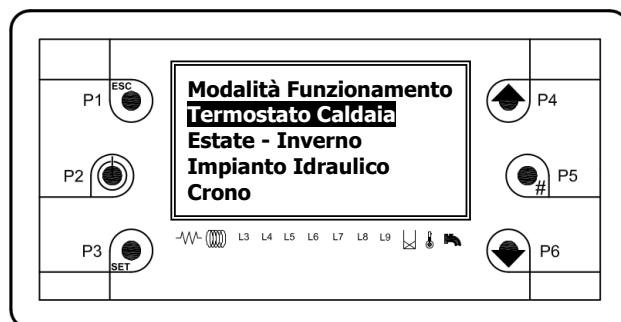 ESC
P1
P2
P3
SET
Modalità Funzionamento
Termostato Caldaia
Estate - Inverno
Impianto Idraulico
Crono
L3 L4 L5 L6 L7 L8 L9
P4
P5
#
P6